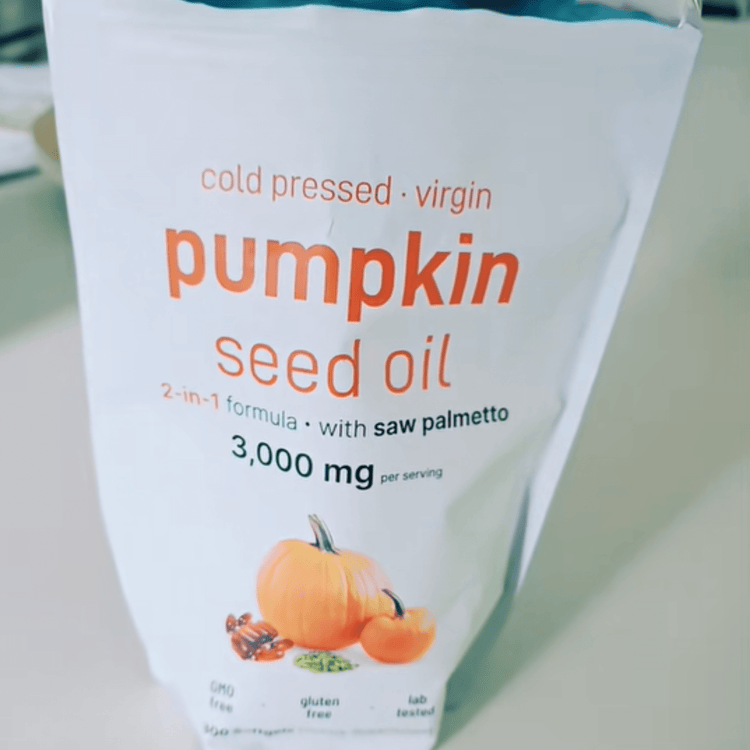 cold pressed · virgin
pumpkin
seed oil
2-in-1 formula · with saw palmetto
3,000 mg per serving
GMO free · gluten free · lab tested
softgels